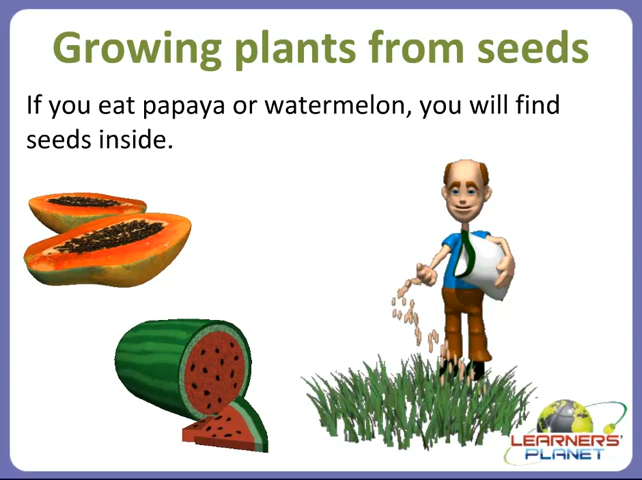 Growing plants from seeds
If you eat papaya or watermelon, you will find
seeds inside.
LEARNERS'
PLANET